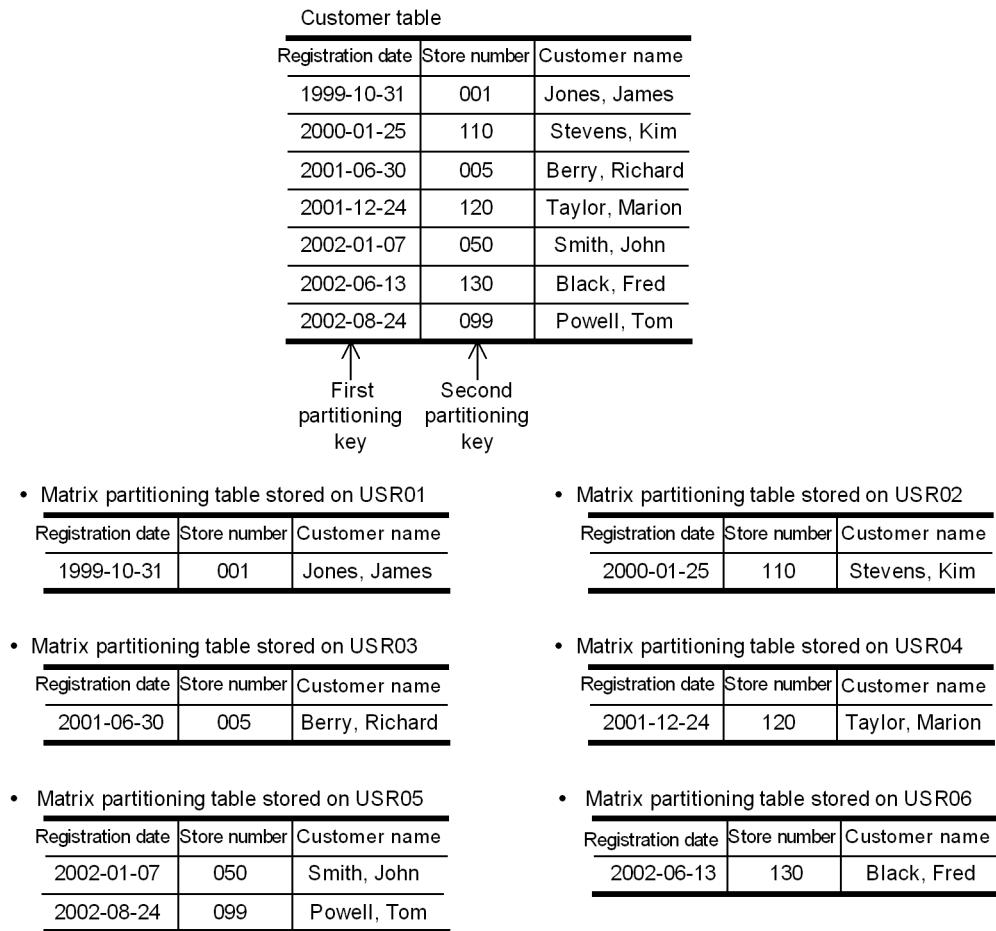 Customer table
Registration date Store number Customer name
1999-10-31 001 Jones, James
2000-01-25 110 Stevens, Kim
2001-06-30 005 Berry, Richard
2001-12-24 120 Taylor, Marion
2002-01-07 050 Smith, John
2002-06-13 130 Black, Fred
2002-08-24 099 Powell, Tom
First partitioning key
Second partitioning key
• Matrix partitioning table stored on USR01
Registration date Store number Customer name
1999-10-31 001 Jones, James
• Matrix partitioning table stored on USR02
Registration date Store number Customer name
2000-01-25 110 Stevens, Kim
• Matrix partitioning table stored on USR03
Registration date Store number Customer name
2001-06-30 005 Berry, Richard
• Matrix partitioning table stored on USR04
Registration date Store number Customer name
2001-12-24 120 Taylor, Marion
• Matrix partitioning table stored on USR05
Registration date Store number Customer name
2002-01-07 050 Smith, John
2002-08-24 099 Powell, Tom
• Matrix partitioning table stored on USR06
Registration date Store number Customer name
2002-06-13 130 Black, Fred